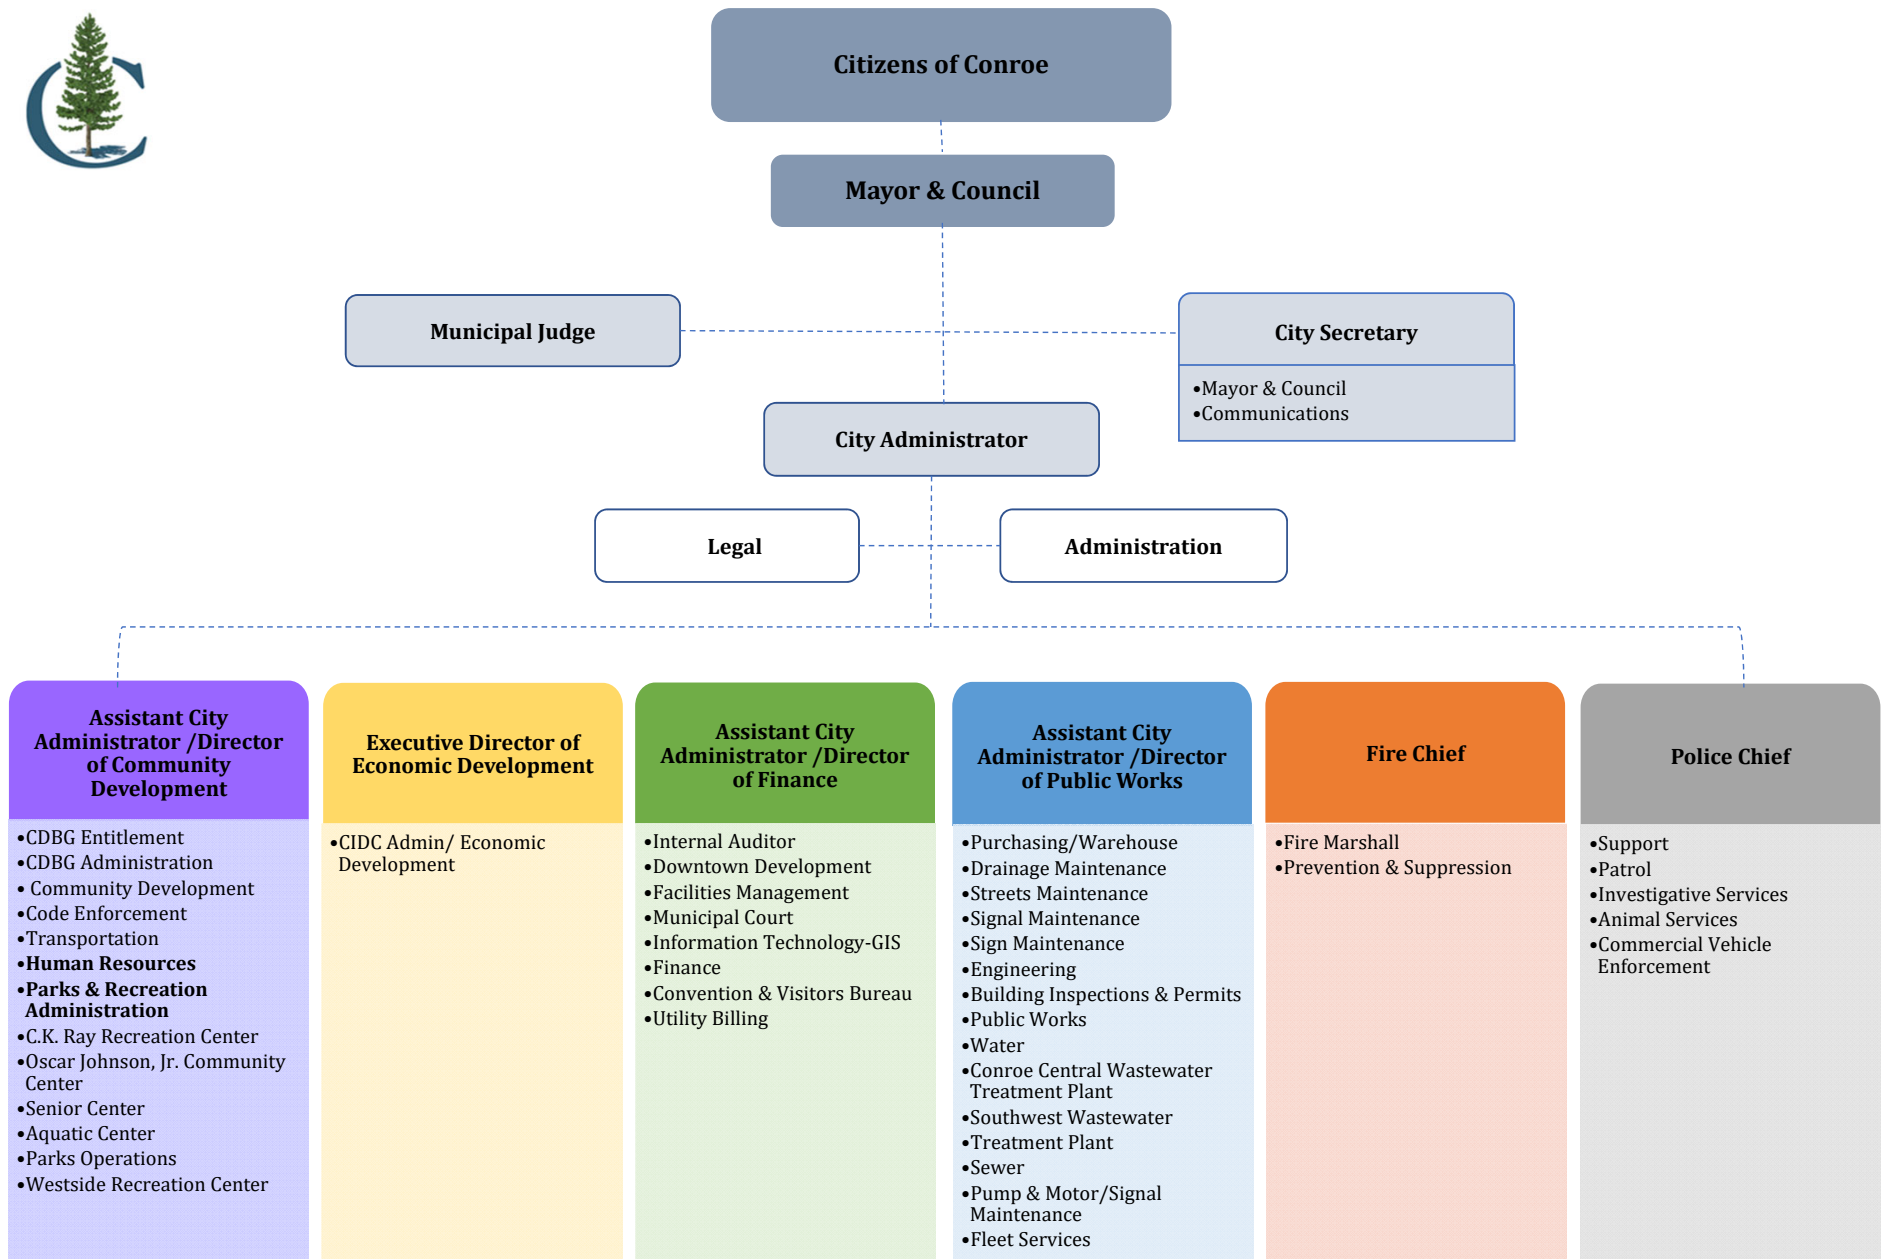 Citizens of Conroe
Mayor & Council
Municipal Judge
City Secretary
•Mayor & Council
•Communications
City Administrator
Legal
Administration
Assistant City
Administrator /Director
of Community
Development
•CDBG Entitlement
•CDBG Administration
• Community Development
•Code Enforcement
•Transportation
•Human Resources
•Parks & Recreation
Administration
•C.K. Ray Recreation Center
•Oscar Johnson, Jr. Community
Center
•Senior Center
•Aquatic Center
•Parks Operations
•Westside Recreation Center
Executive Director of
Economic Development
•CIDC Admin/ Economic
Development
Assistant City
Administrator /Director
of Finance
•Internal Auditor
•Downtown Development
•Facilities Management
•Municipal Court
•Information Technology-GIS
•Finance
•Convention & Visitors Bureau
•Utility Billing
Assistant City
Administrator /Director
of Public Works
•Purchasing/Warehouse
•Drainage Maintenance
•Streets Maintenance
•Signal Maintenance
•Sign Maintenance
•Engineering
•Building Inspections & Permits
•Public Works
•Water
•Conroe Central Wastewater
Treatment Plant
•Southwest Wastewater
•Treatment Plant
•Sewer
•Pump & Motor/Signal
Maintenance
•Fleet Services
Fire Chief
•Fire Marshall
•Prevention & Suppression
Police Chief
•Support
•Patrol
•Investigative Services
•Animal Services
•Commercial Vehicle
Enforcement